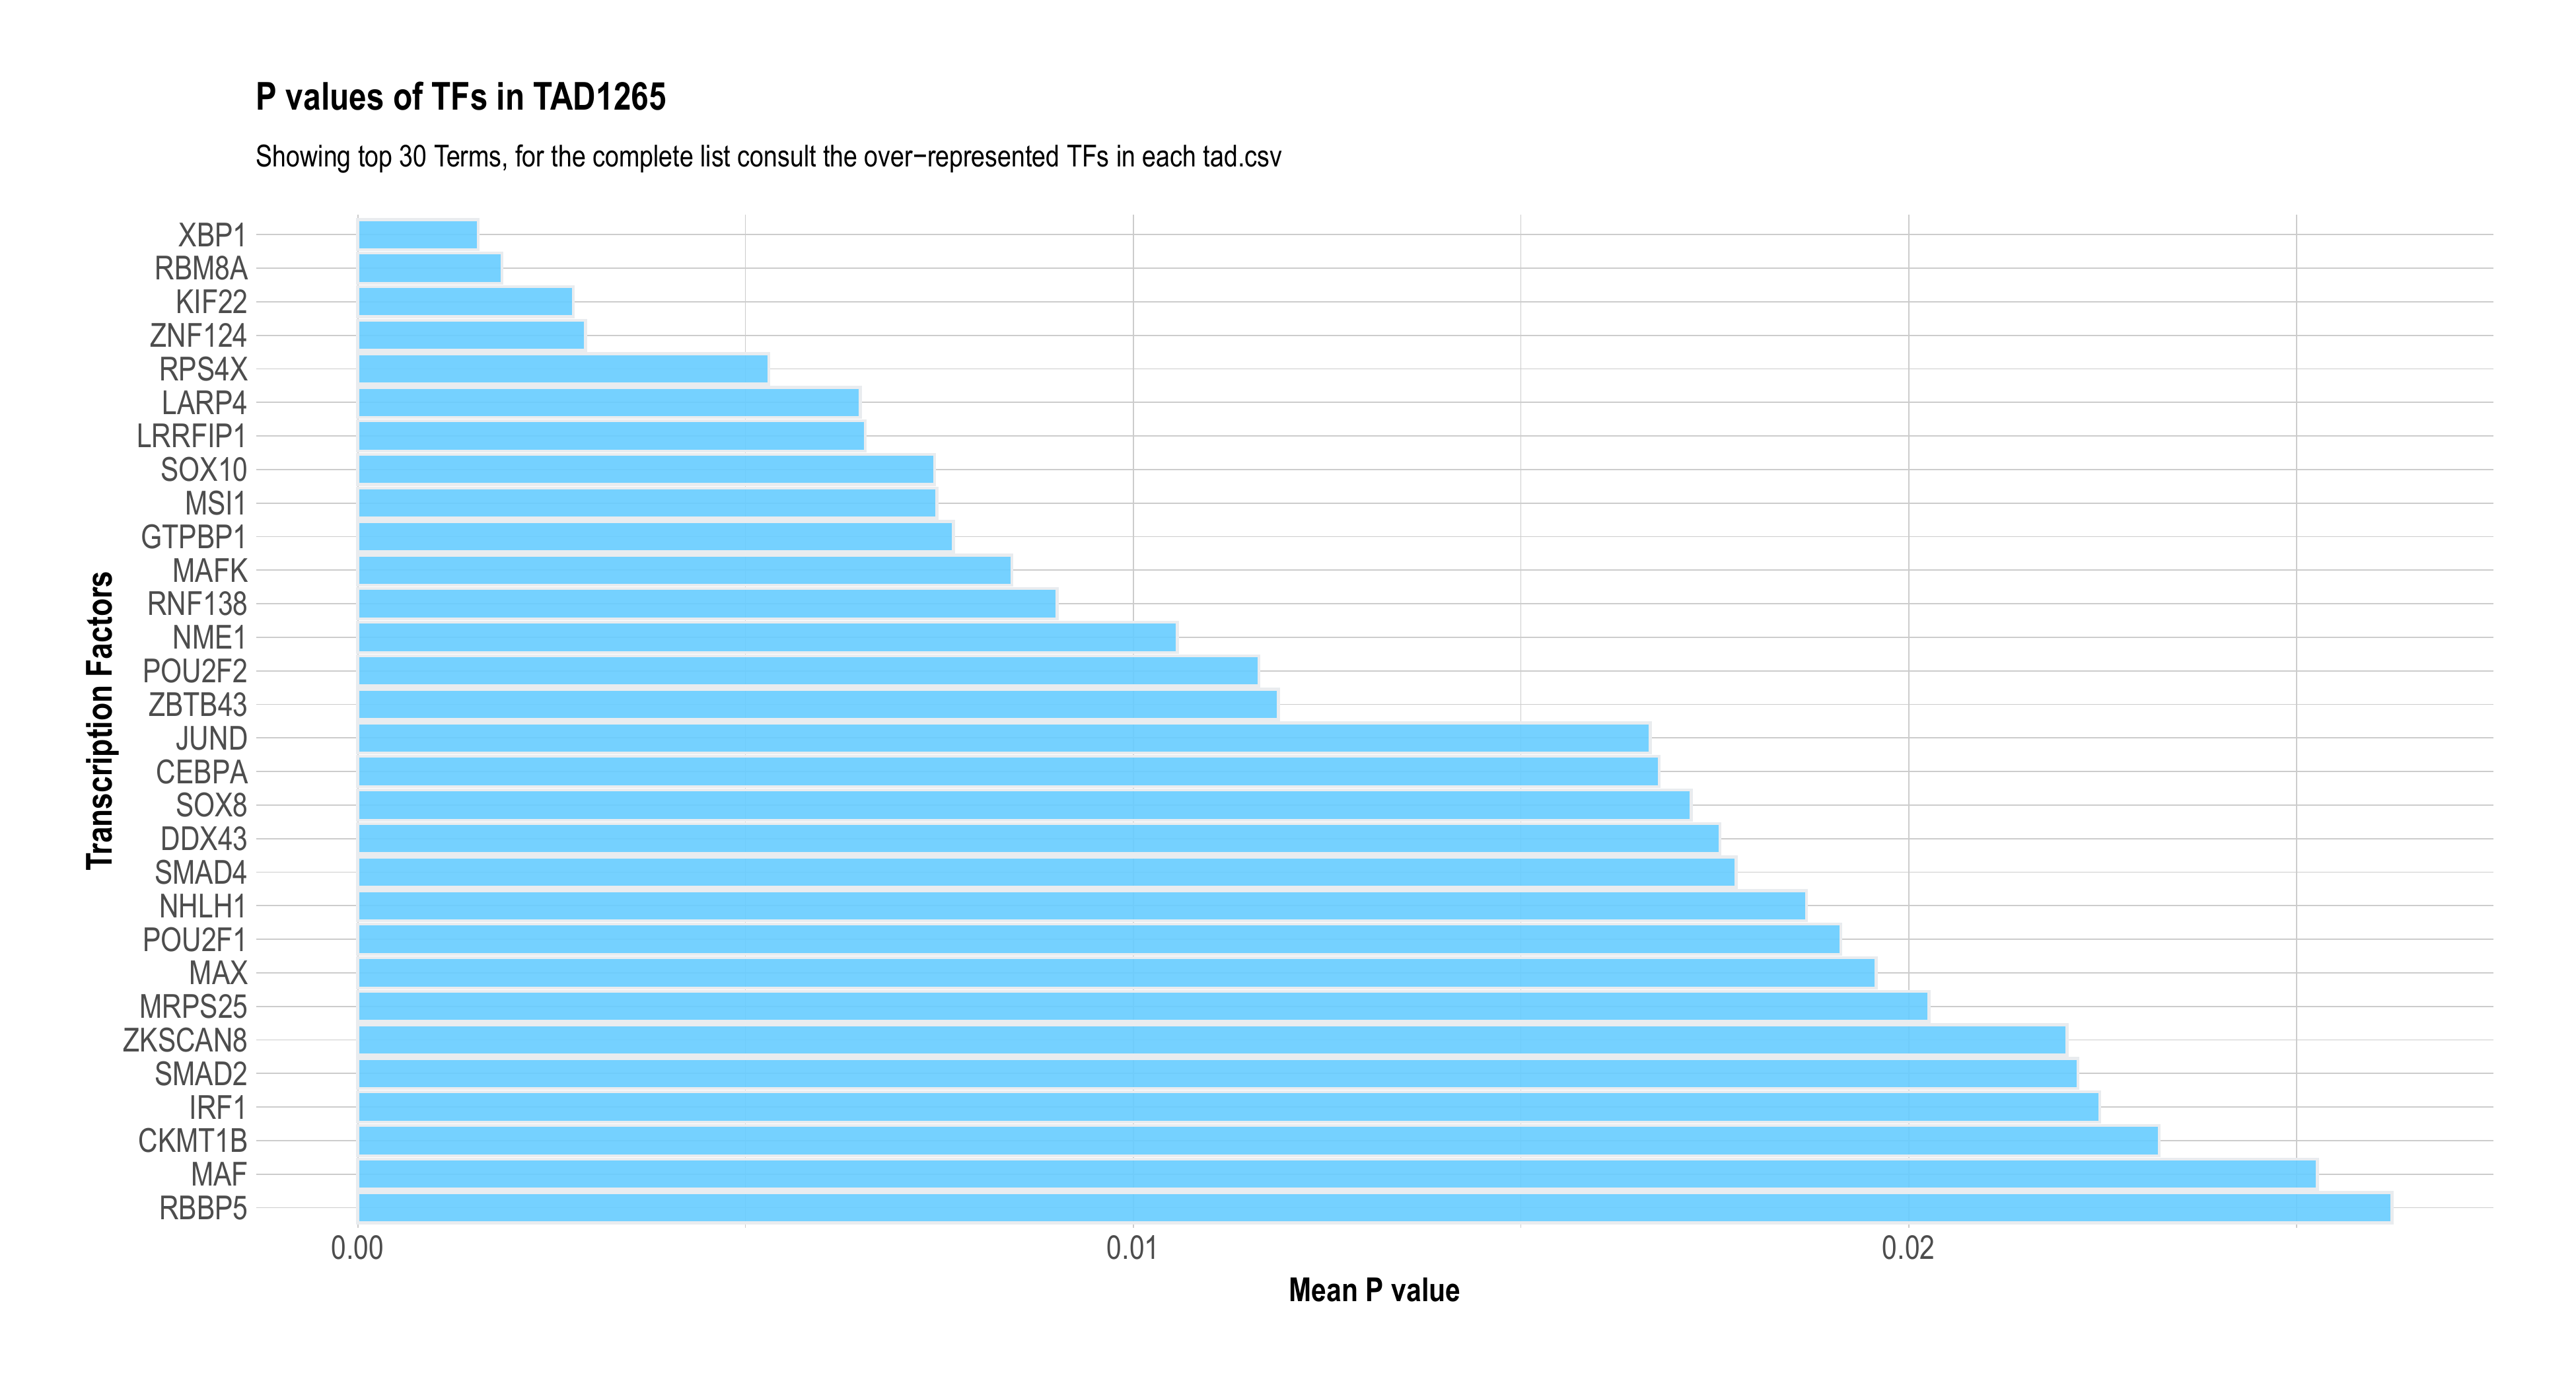 P values of TFs in TAD1265
Showing top 30 Terms, for the complete list consult the over−represented TFs in each tad.csv
Transcription Factors
XBP1
RBM8A
KIF22
ZNF124
RPS4X
LARP4
LRRFIP1
SOX10
MSI1
GTPBP1
MAFK
RNF138
NME1
POU2F2
ZBTB43
JUND
CEBPA
SOX8
DDX43
SMAD4
NHLH1
POU2F1
MAX
MRPS25
ZKSCAN8
SMAD2
IRF1
CKMT1B
MAF
RBBP5
0.00 0.01 0.02
Mean P value